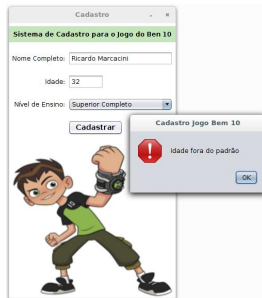 Cadastro
Sistema de Cadastro para o Jogo do Ben 10
Nome Completo: Ricardo Marcacini
Idade: 32
Nível de Ensino: Superior Completo
Cadastrar
Cadastro Jogo Bem 10
Idade fora do padrão
OK